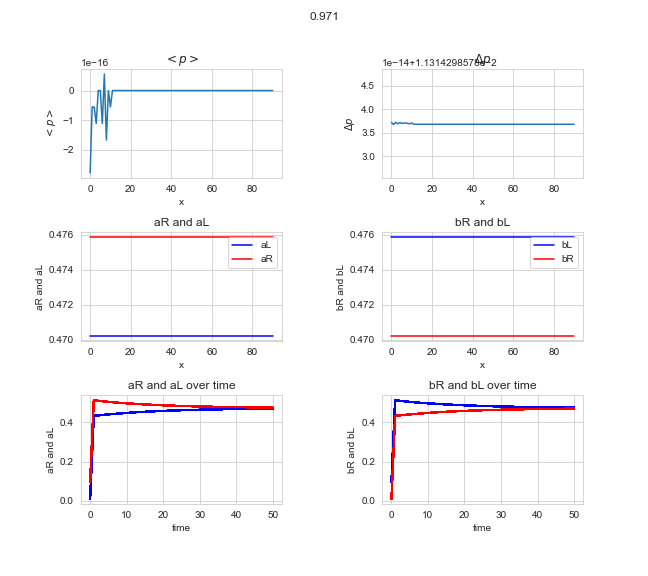 0.971
< p >
Δp
1e−16
1e−14+1.1314298578e−2
< p >
0
−1
−2
0 20 40 60 80
x
Δp
4.5
4.0
3.5
3.0
0 20 40 60 80
x
aR and aL
bR and bL
aR and aL
0.476
0.474
0.472
0.470
aL
aR
0 20 40 60 80
x
bR and bL
0.476
0.474
0.472
0.470
bL
bR
0 20 40 60 80
x
aR and aL over time
bR and bL over time
aR and aL
0.4
0.2
0.0
0 10 20 30 40 50
time
bR and bL
0.4
0.2
0.0
0 10 20 30 40 50
time